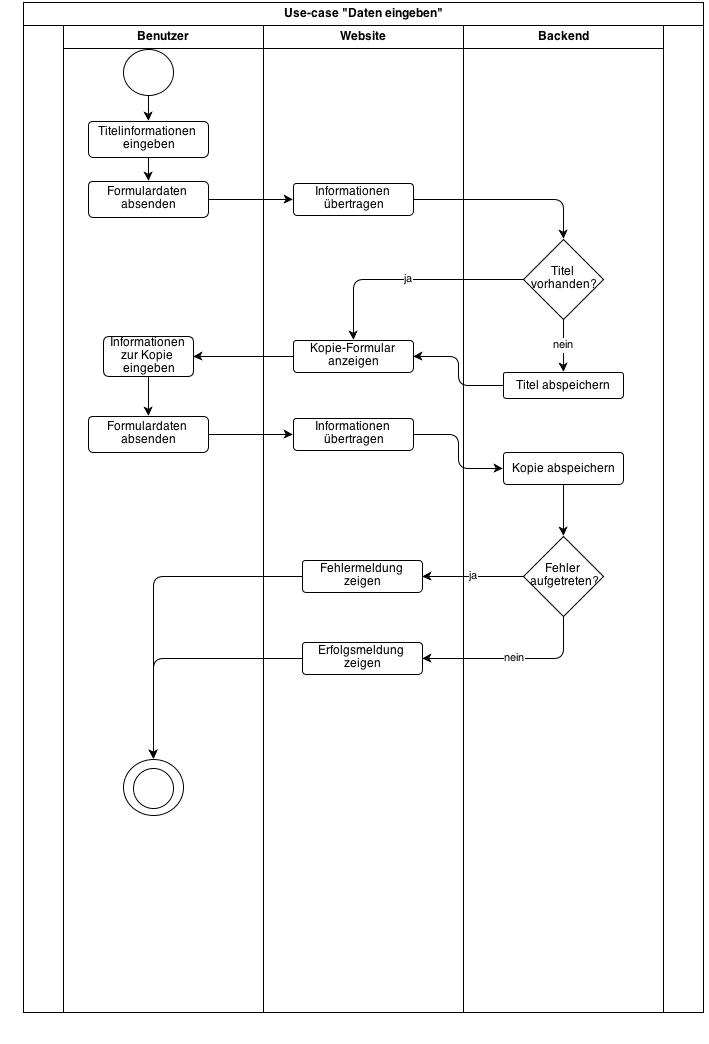 Use-case "Daten eingeben"
Benutzer
Website
Backend
Titelinformationen
eingeben
Formulardaten
absenden
Informationen
übertragen
Titel
vorhanden?
ja
nein
Informationen
zur Kopie
eingeben
Kopie-Formular
anzeigen
Titel abspeichern
Formulardaten
absenden
Informationen
übertragen
Kopie abspeichern
Fehlermeldung
zeigen
ja
Fehler
aufgetreten?
Erfolgsmeldung
zeigen
nein